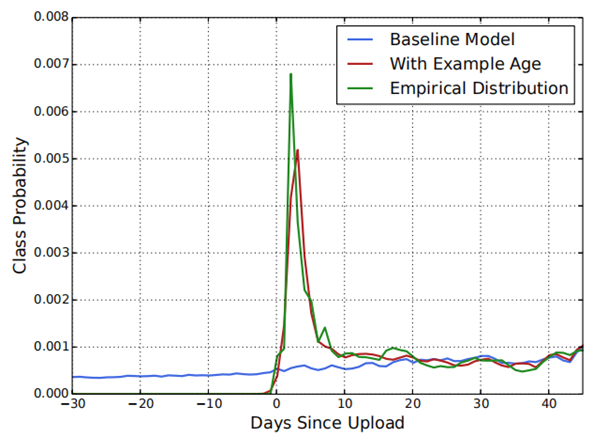 0.008
0.007
0.006
0.005
0.004
0.003
0.002
0.001
0.000
Class Probability
Baseline Model
With Example Age
Empirical Distribution
−30 −20 −10 0 10 20 30 40
Days Since Upload